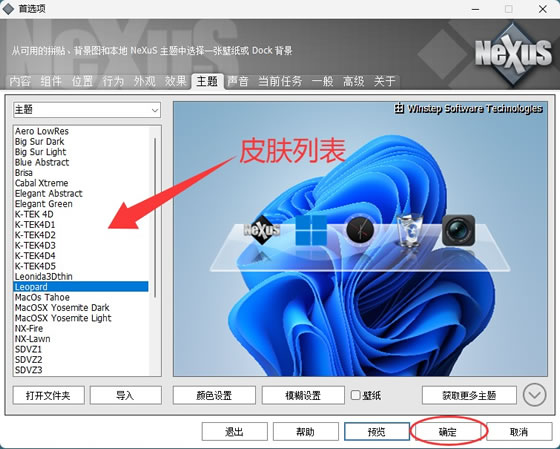 首选项
从可用的拼贴、背景图和本地 NeXuS 主题中选择一张壁纸或 Dock 背景
NeXuS
内容 组件 位置 行为 外观 效果 主题 声音 当前任务 一般 高级 关于
主题
Aero LowRes
Big Sur Dark
Big Sur Light
Blue Abstract
Brisa
Cabal Xtreme
Elegant Abstract
Elegant Green
K-TEK 4D
K-TEK4D1
K-TEK4D2
K-TEK4D3
K-TEK4D4
K-TEK4D5
Leonida3Dthin
Leopard
MacOs Tahoe
MacOSX Yosemite Dark
MacOSX Yosemite Light
NX-Fire
NX-Lawn
SDVZ1
SDVZ2
SDVZ3
Winstep Software Technologies
皮肤列表
NeXuS
打开文件夹 导入 颜色设置 模糊设置 壁纸 获取更多主题
退出 帮助 预览 确定 取消